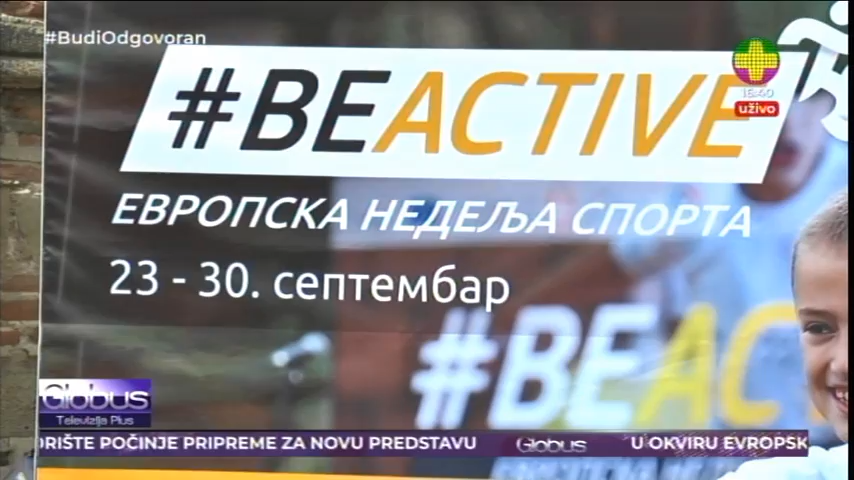 #BudiOdgovoran
#BEACTIVE
16:40
uživo
ЕВРОПСКА НЕДЕЉА СПОРТА
23 - 30. септембар
#BEAC
Globus
Televizija Plus
ORIŠTE POČINJE PRIPREME ZA NOVU PREDSTAVU Globus U OKVIRU EVROPSK